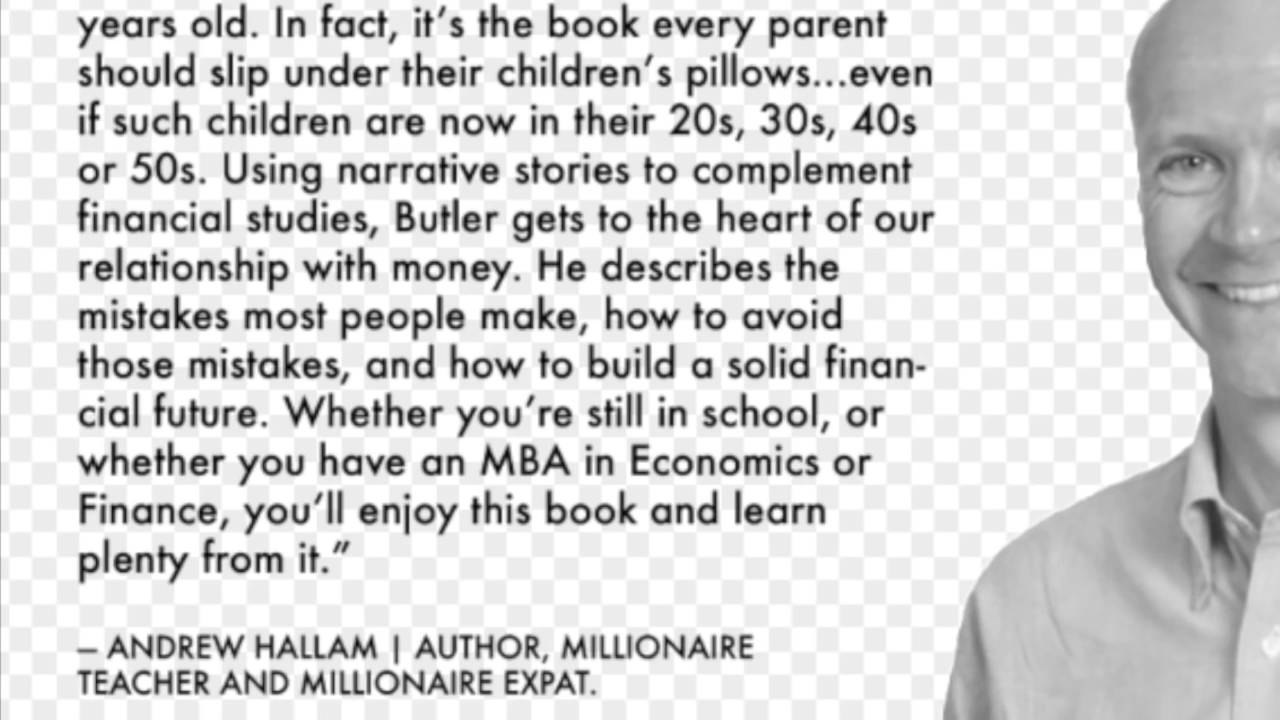 years old. In fact, it's the book every parent
should slip under their children's pillows...even
if such children are now in their 20s, 30s, 40s
or 50s. Using narrative stories to complement
financial studies, Butler gets to the heart of our
relationship with money. He describes the
mistakes most people make, how to avoid
those mistakes, and how to build a solid finan-
cial future. Whether you're still in school, or
whether you have an MBA in Economics or
Finance, you'll enjoy this book and learn
plenty from it.”
– ANDREW HALLAM | AUTHOR, MILLIONAIRE
TEACHER AND MILLIONAIRE EXPAT.